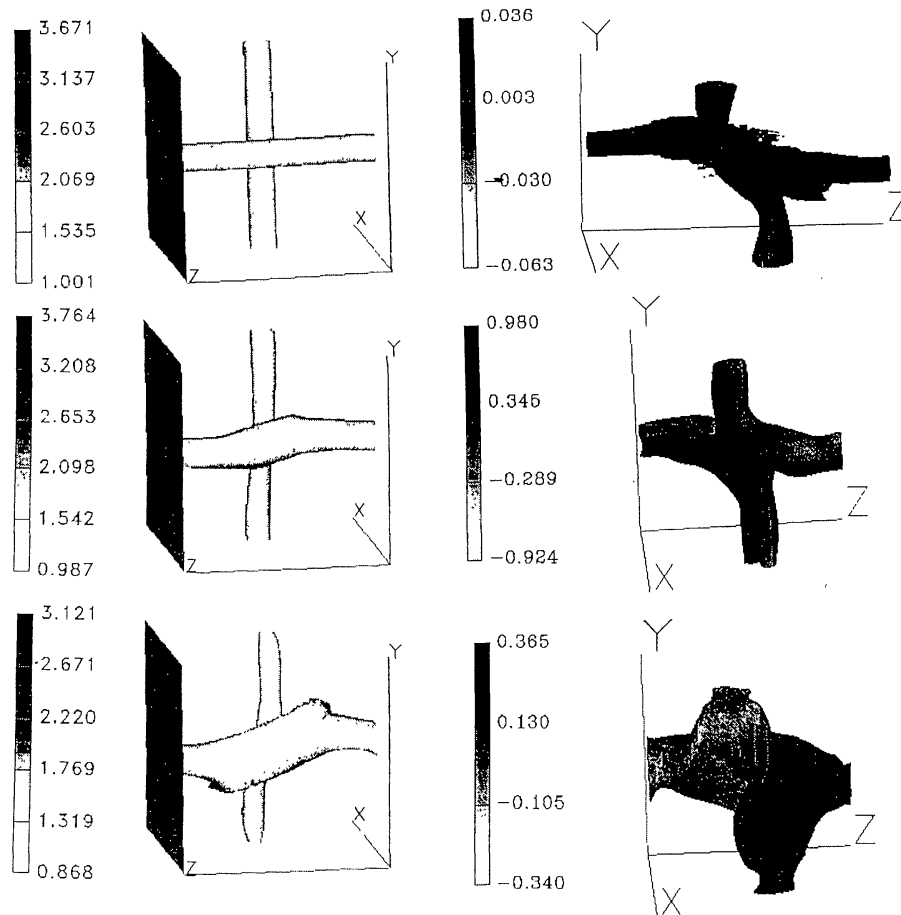 3.671
3.137
2.603
2.069
1.535
1.001
Y
X
Z
0.036
0.003
-0.030
-0.063
Y
Z
X
3.764
3.208
2.653
2.098
1.542
0.987
Y
X
Z
0.980
0.345
-0.289
-0.924
Y
Z
X
3.121
2.671
2.220
1.769
1.319
0.868
Y
X
Z
0.365
0.130
-0.105
-0.340
Y
Z
X